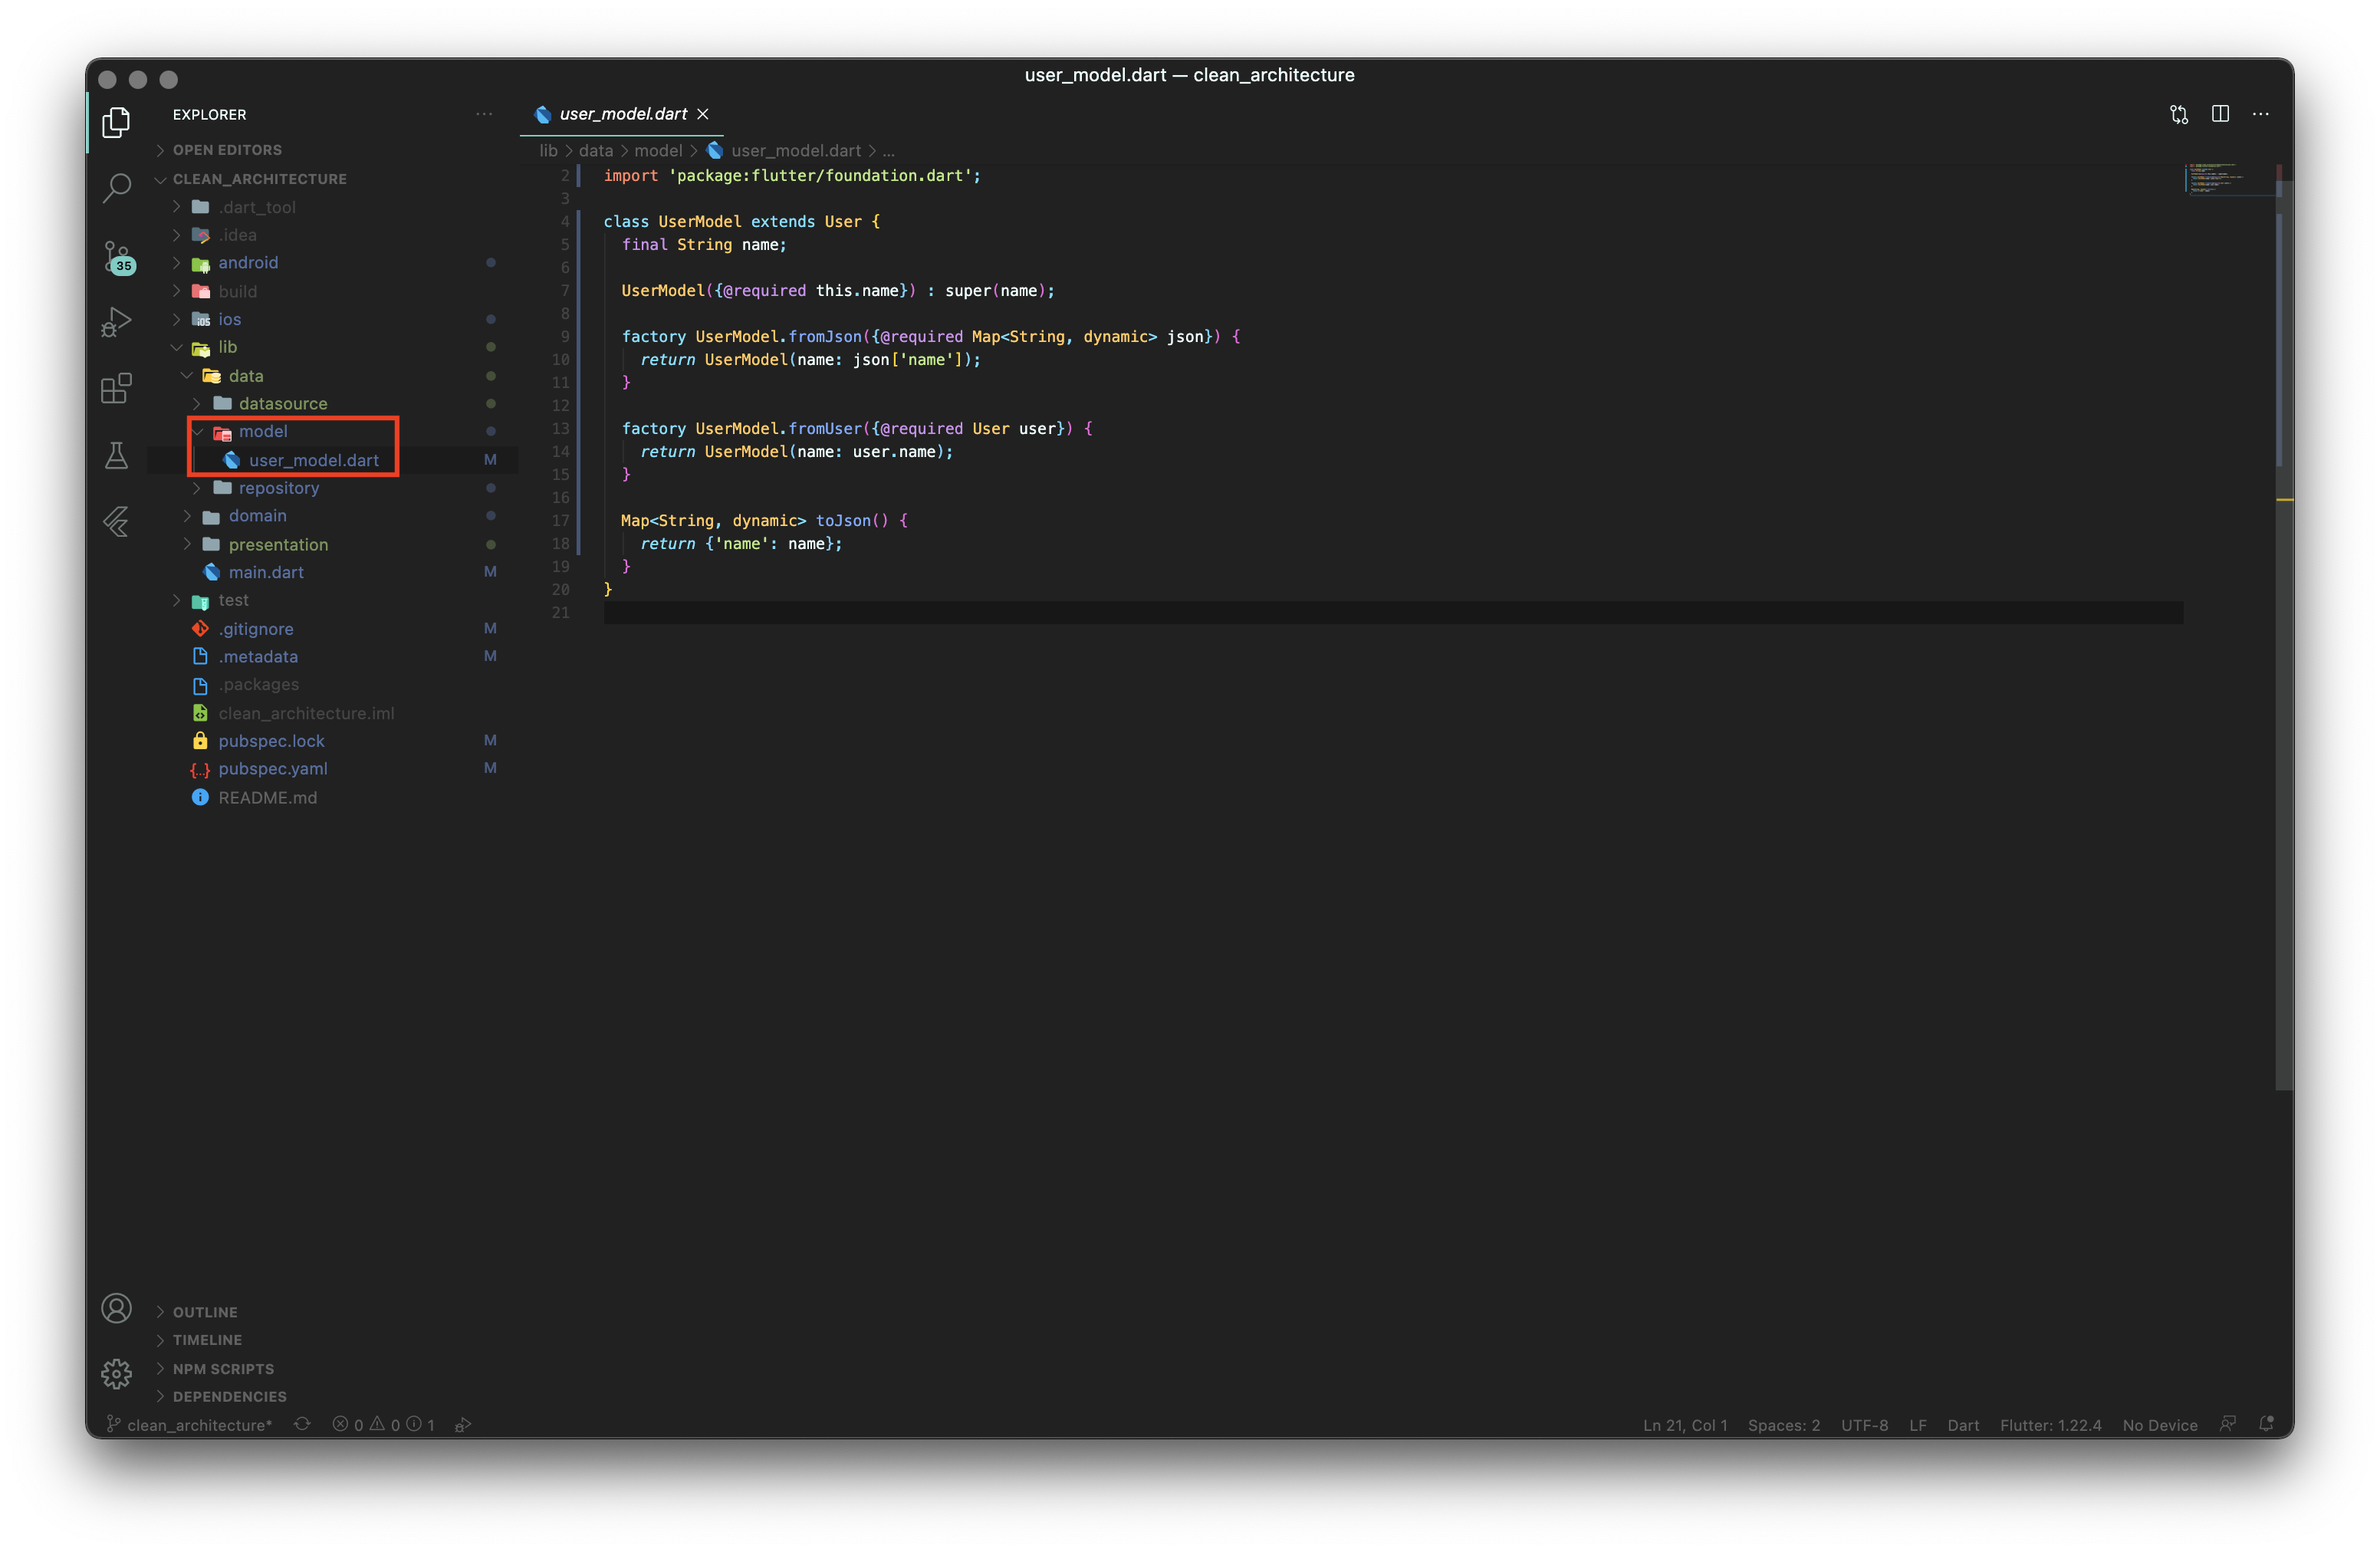 user_model.dart — clean_architecture
EXPLORER
OPEN EDITORS
CLEAN_ARCHITECTURE
.dart_tool
.idea
android
build
ios
lib
data
datasource
model
user_model.dart M
repository
domain
presentation
main.dart M
test
.gitignore M
.metadata M
.packages
clean_architecture.iml
pubspec.lock M
pubspec.yaml M
README.md
35
OUTLINE
TIMELINE
NPM SCRIPTS
DEPENDENCIES
user_model.dart
lib > data > model > user_model.dart > ...
2 import 'package:flutter/foundation.dart';
3
4 class UserModel extends User {
5 final String name;
6
7 UserModel({@required this.name}) : super(name);
8
9 factory UserModel.fromJson({@required Map<String, dynamic> json}) {
10 return UserModel(name: json['name']);
11 }
12
13 factory UserModel.fromUser({@required User user}) {
14 return UserModel(name: user.name);
15 }
16
17 Map<String, dynamic> toJson() {
18 return {'name': name};
19 }
20 }
21
clean_architecture* 0 0 1 Ln 21, Col 1 Spaces: 2 UTF-8 LF Dart Flutter: 1.22.4 No Device